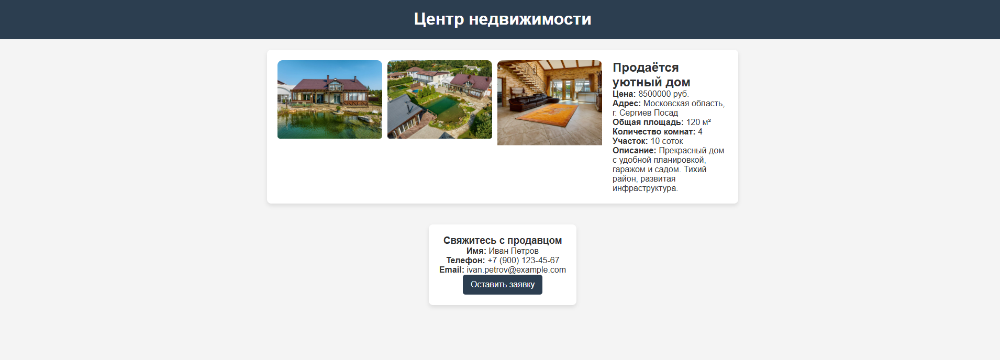 Центр недвижимости
Продаётся
уютный дом
Цена: 8500000 руб.
Адрес: Московская область,
г. Сергиев Посад
Общая площадь: 120 м²
Количество комнат: 4
Участок: 10 соток
Описание: Прекрасный дом
с удобной планировкой,
гаражом и садом. Тихий
район, развитая
инфраструктура.
Свяжитесь с продавцом
Имя: Иван Петров
Телефон: +7 (900) 123-45-67
Email: ivan.petrov@example.com
Оставить заявку